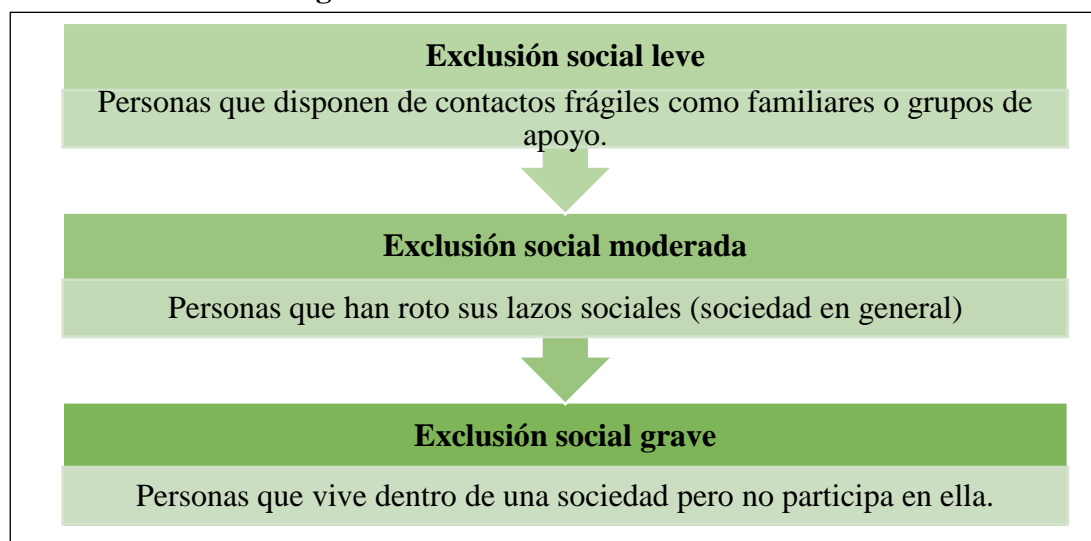 Exclusión social leve
Personas que disponen de contactos frágiles como familiares o grupos de
apoyo.
Exclusión social moderada
Personas que han roto sus lazos sociales (sociedad en general)
Exclusión social grave
Personas que vive dentro de una sociedad pero no participa en ella.